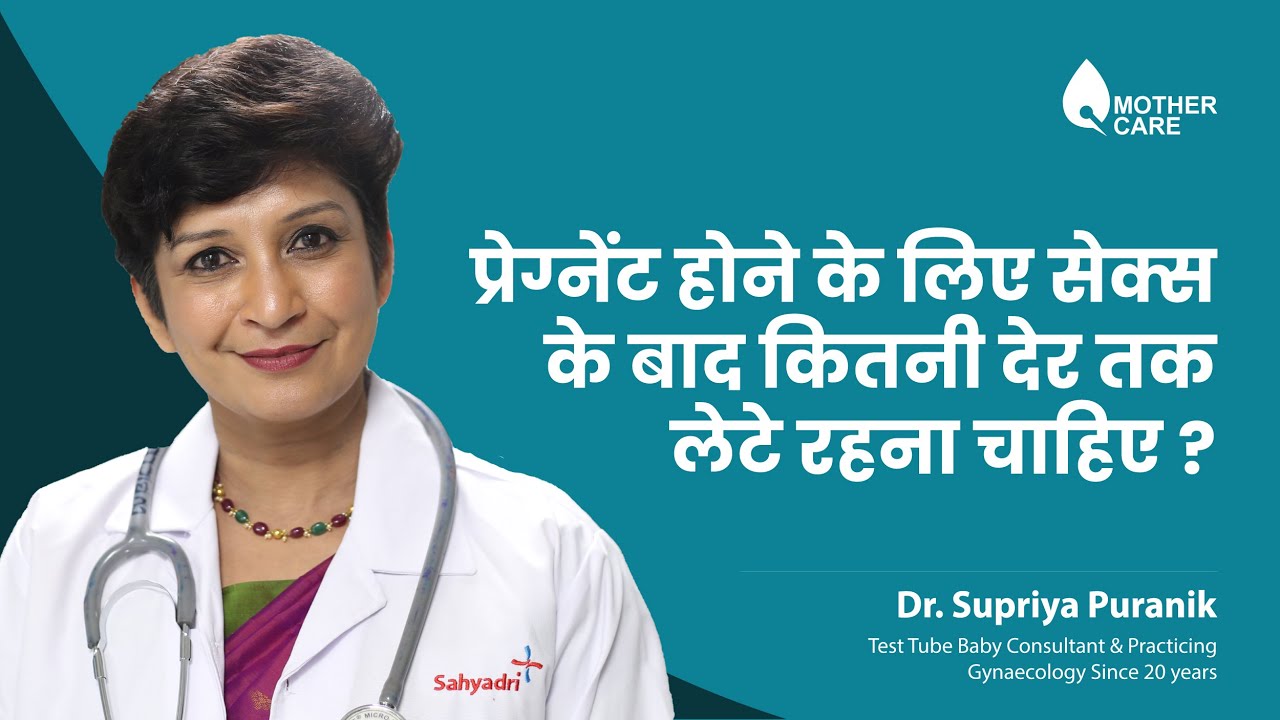 MOTHER
CARE
प्रेग्नेंट होने के लिए सेक्स
के बाद कितनी देर तक
लेटे रहना चाहिए ?
Dr. Supriya Puranik
Test Tube Baby Consultant & Practicing
Gynaecology Since 20 years
Sahyadri